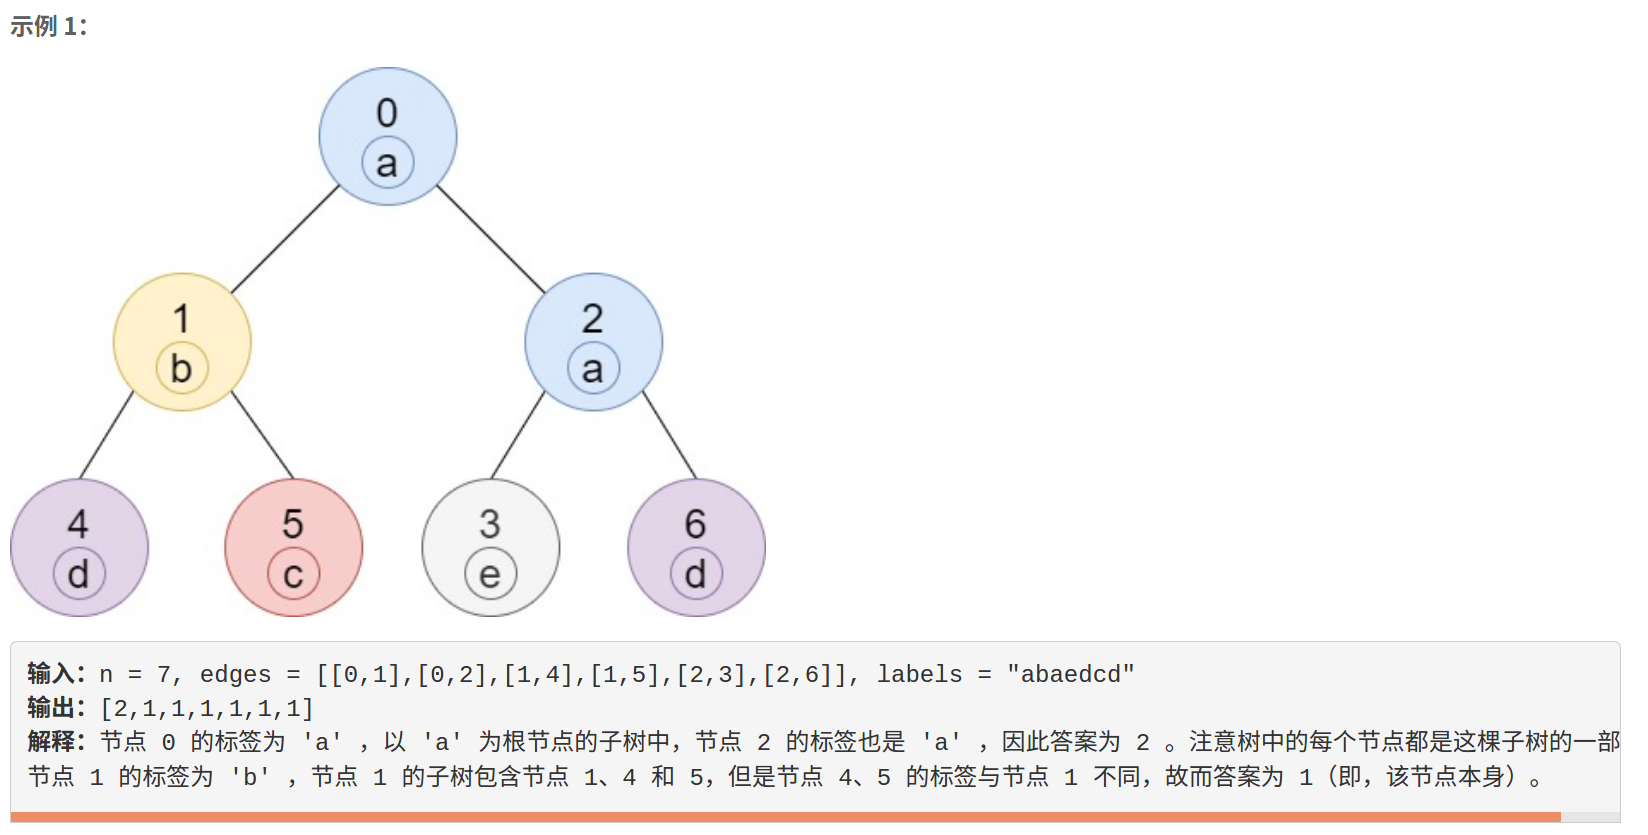 示例 1:
0
a
1
b
2
a
4
d
5
c
3
e
6
d
输入: n = 7, edges = [[0,1],[0,2],[1,4],[1,5],[2,3],[2,6]], labels = "abaedcd"
输出: [2,1,1,1,1,1,1]
解释: 节点 0 的标签为 'a' ，以 'a' 为根节点的子树中，节点 2 的标签也是 'a' ，因此答案为 2 。注意树中的每个节点都是这棵子树的一部
节点 1 的标签为 'b' ，节点 1 的子树包含节点 1、4 和 5，但是节点 4、5 的标签与节点 1 不同，故而答案为 1（即，该节点本身）。